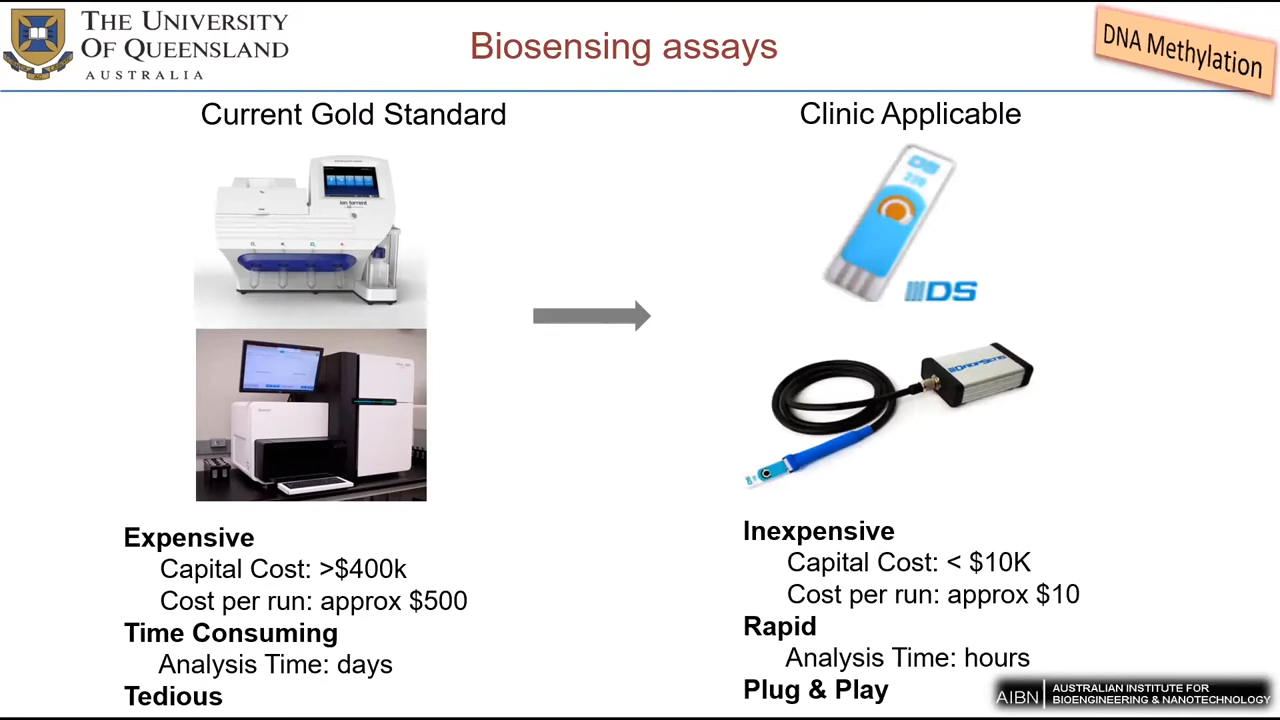 THE UNIVERSITY
OF QUEENSLAND
AUSTRALIA
Biosensing assays
DNA Methylation
Current Gold Standard
Clinic Applicable
ion torrent
DS
DS
DROPSENS
Expensive
Capital Cost: >$400k
Cost per run: approx $500
Time Consuming
Analysis Time: days
Tedious
Inexpensive
Capital Cost: < $10K
Cost per run: approx $10
Rapid
Analysis Time: hours
Plug & Play
AIBN
AUSTRALIAN INSTITUTE FOR
BIOENGINEERING & NANOTECHNOLOGY